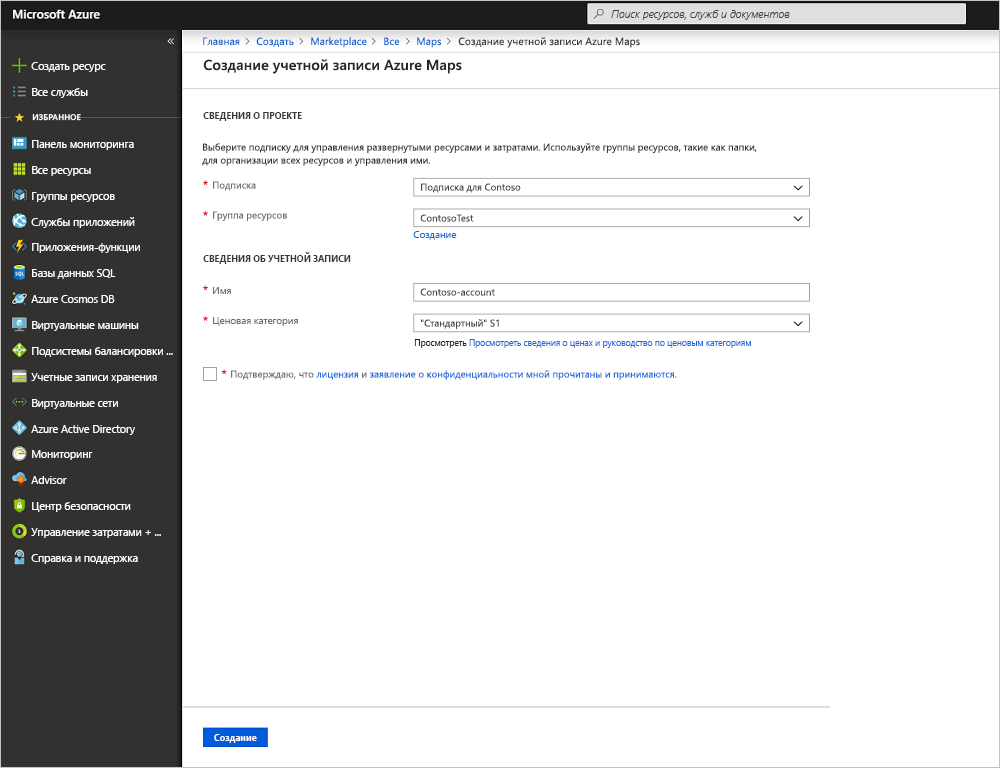 Microsoft Azure
Поиск ресурсов, служб и документов
«
Создать ресурс
Все службы
ИЗБРАННОЕ
Панель мониторинга
Все ресурсы
Группы ресурсов
Службы приложений
Приложения-функции
Базы данных SQL
Azure Cosmos DB
Виртуальные машины
Подсистемы балансировки ...
Учетные записи хранения
Виртуальные сети
Azure Active Directory
Мониторинг
Advisor
Центр безопасности
Управление затратами + ...
Справка и поддержка
Главная > Создать > Marketplace > Все > Maps > Создание учетной записи Azure Maps
Создание учетной записи Azure Maps
СВЕДЕНИЯ О ПРОЕКТЕ
Выберите подписку для управления развернутыми ресурсами и затратами. Используйте группы ресурсов, такие как папки,
для организации всех ресурсов и управления ими.
* Подписка
Подписка для Contoso
* Группа ресурсов
ContosoTest
Создание
СВЕДЕНИЯ ОБ УЧЕТНОЙ ЗАПИСИ
* Имя
Contoso-account
* Ценовая категория
"Стандартный" S1
Просмотреть Просмотреть сведения о ценах и руководство по ценовым категориям
* Подтверждаю, что лицензия и заявление о конфиденциальности мной прочитаны и принимаются.
Создание